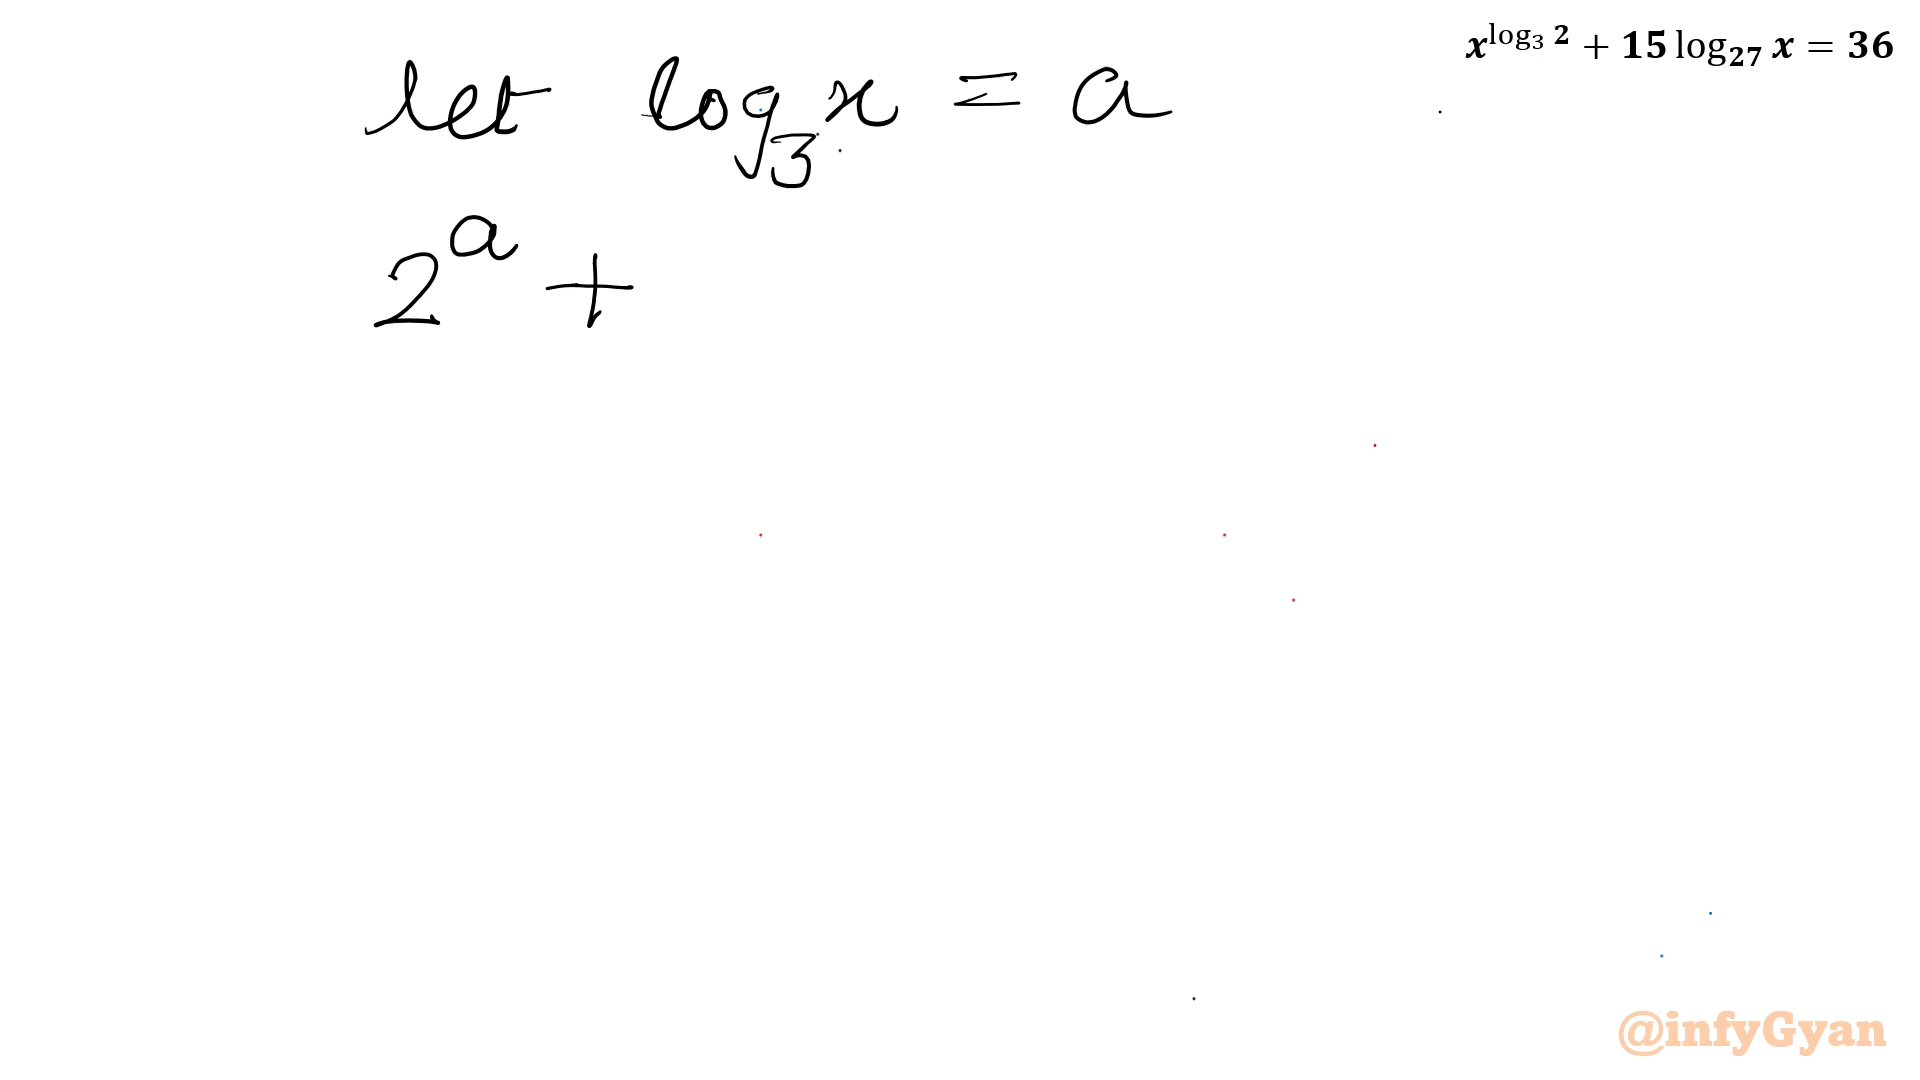 x^{log₃ 2} + 15 log₂₇ x = 36
let log₃ x = a
2^a +
@infyGyan